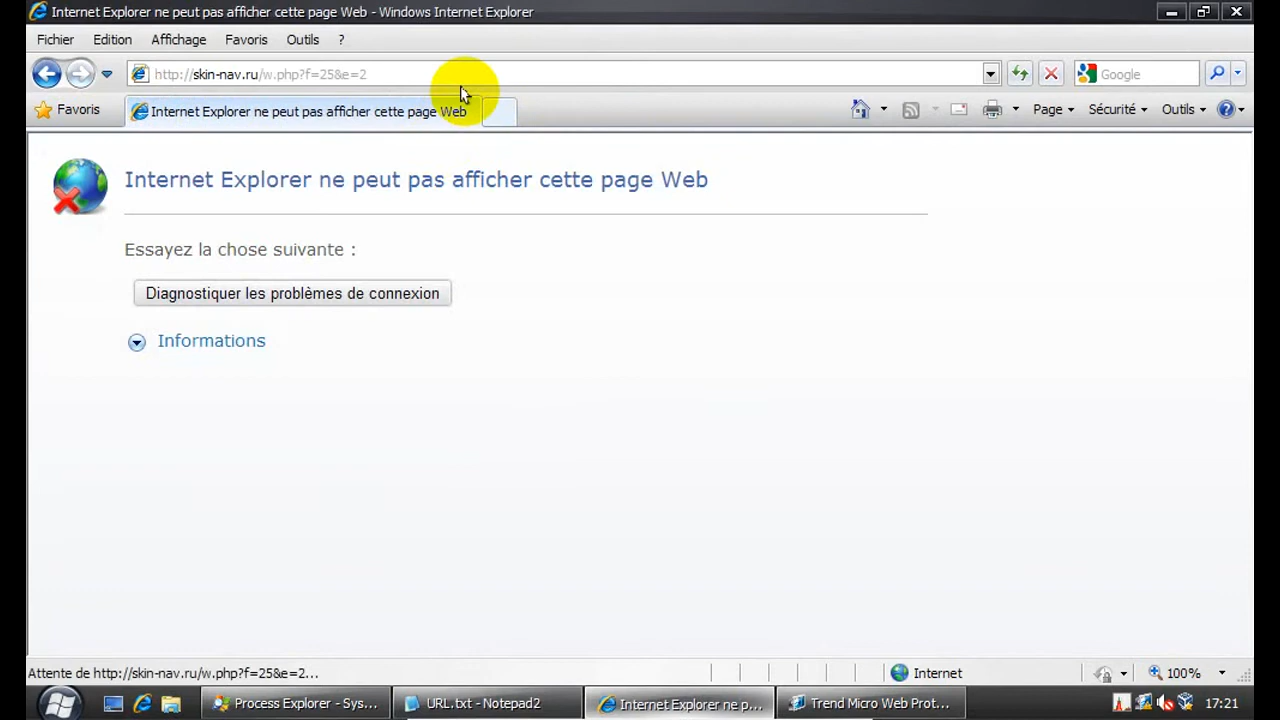 Internet Explorer ne peut pas afficher cette page Web - Windows Internet Explorer
Fichier Edition Affichage Favoris Outils ?
http://skin-nav.ru/w.php?f=25&e=2 Google
Favoris Internet Explorer ne peut pas afficher cette page Web Page Sécurité Outils
Internet Explorer ne peut pas afficher cette page Web
Essayez la chose suivante :
Diagnostiquer les problèmes de connexion
Informations
Attente de http://skin-nav.ru/w.php?f=25&e=2... Internet 100%
Process Explorer - Sys... URL.txt - Notepad2 Internet Explorer ne p... Trend Micro Web Prot... 17:21